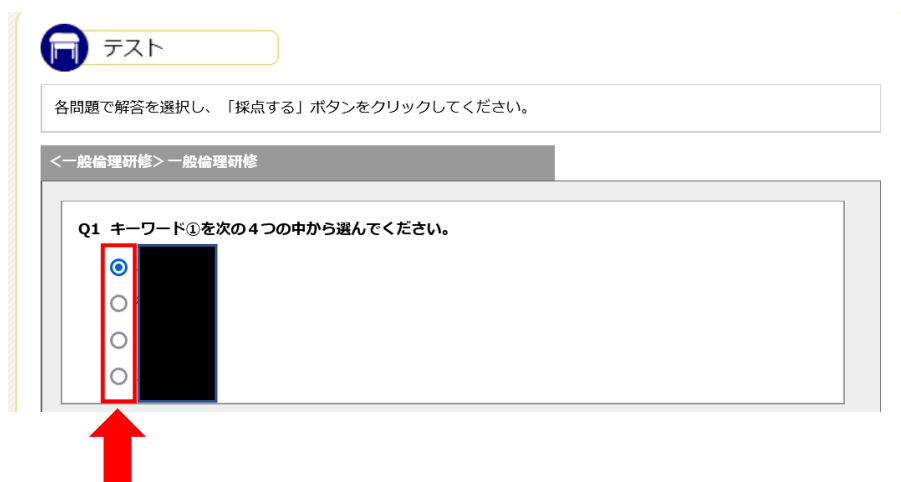 テスト
各問題で解答を選択し、「採点する」ボタンをクリックしてください。
<一般倫理研修>一般倫理研修
Q1 キーワード①を次の4つの中から選んでください。